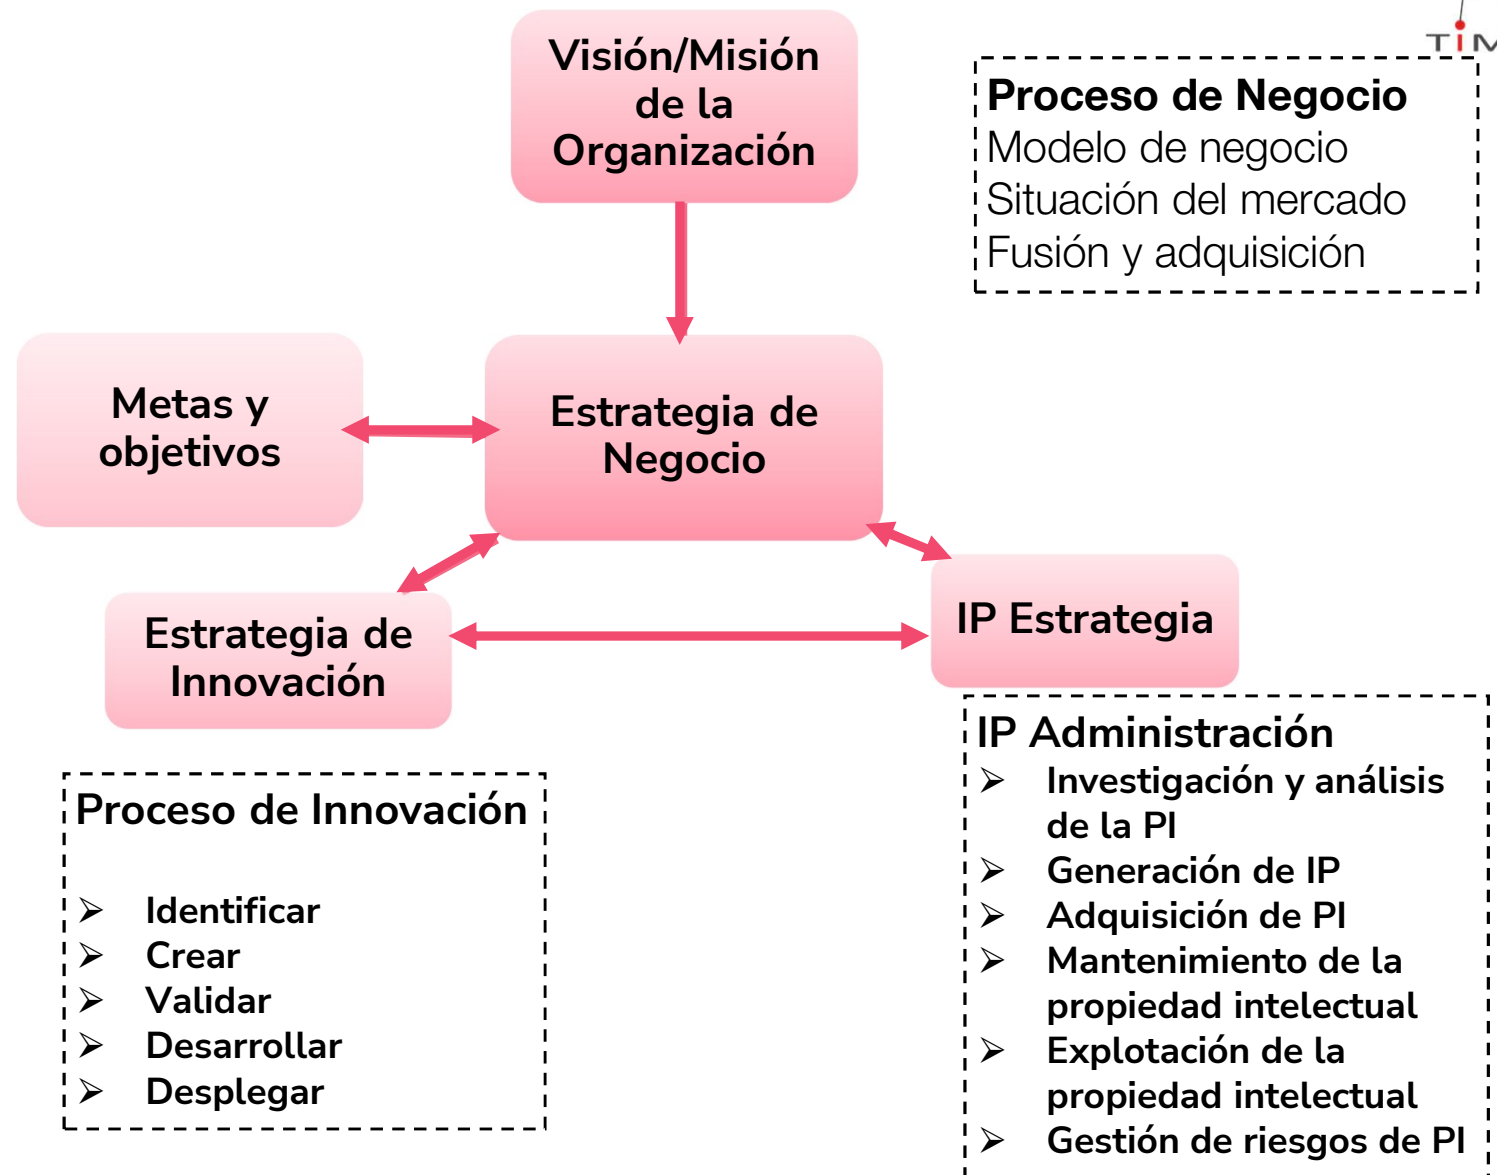 Visión/Misión
de la
Organización
TiM
Proceso de Negocio
Modelo de negocio
Situación del mercado
Fusión y adquisición
Metas y
objetivos
Estrategia de
Negocio
Estrategia de
Innovación
IP Estrategia
Proceso de Innovación
➢ Identificar
➢ Crear
➢ Validar
➢ Desarrollar
➢ Desplegar
IP Administración
➢ Investigación y análisis
de la PI
➢ Generación de IP
➢ Adquisición de PI
➢ Mantenimiento de la
propiedad intelectual
➢ Explotación de la
propiedad intelectual
➢ Gestión de riesgos de PI